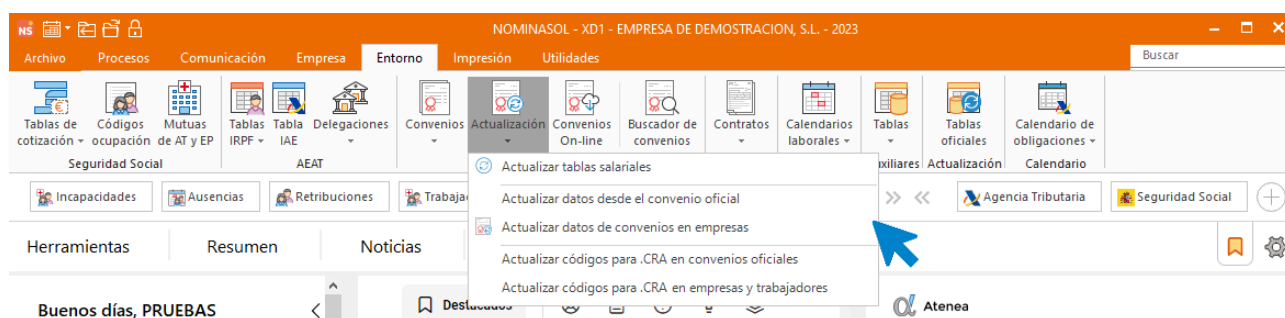 NS
NOMINASOL - XD1 - EMPRESA DE DEMOSTRACION, S.L. - 2023
Archivo Procesos Comunicación Empresa Entorno Impresión Utilidades Buscar
Tablas de cotización
Códigos ocupación
Mutuas de AT y EP
Tablas IRPF
Tabla IAE
Delegaciones
Convenios
Actualización
Convenios On-line
Buscador de convenios
Contratos
Calendarios laborales
Tablas
Tablas oficiales
Calendario de obligaciones
Seguridad Social AEAT Actualización Calendario
Actualizar tablas salariales
Actualizar datos desde el convenio oficial
Actualizar datos de convenios en empresas
Actualizar códigos para .CRA en convenios oficiales
Actualizar códigos para .CRA en empresas y trabajadores
Incapacidades Ausencias Retribuciones Agencia Tributaria Seguridad Social
Herramientas Resumen Noticias
Buenos días, PRUEBAS
Atenea